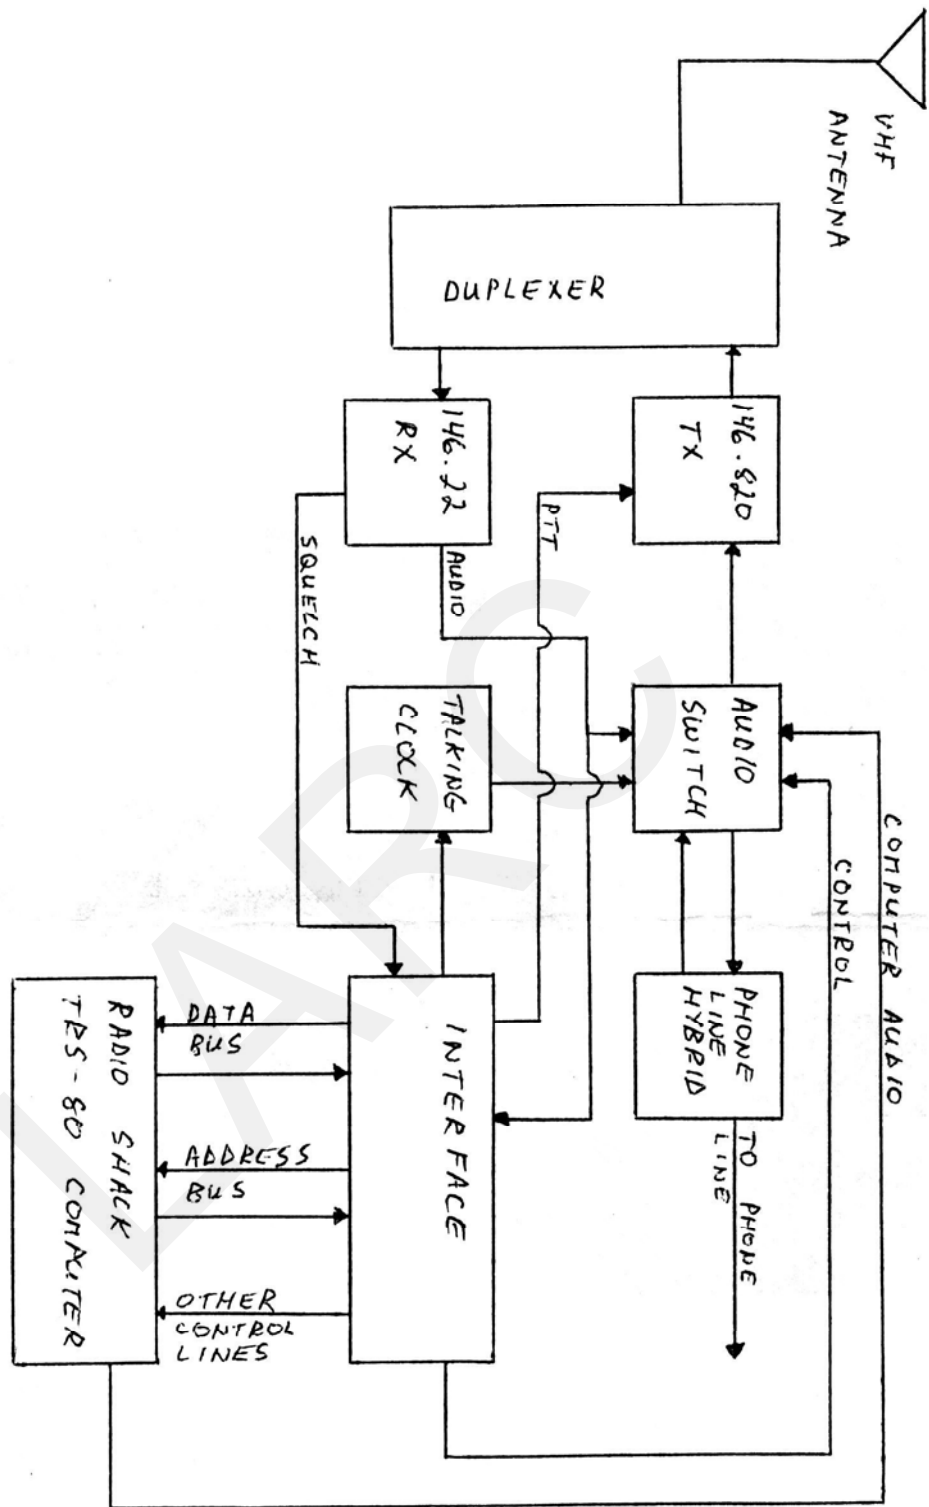 VHF
ANTENNA
DUPLEXER
146.22
RX
146.820
TX
SQUELCH
AUDIO
PTT
TALKING
CLOCK
AUDIO
SWITCH
COMPUTER AUDIO
CONTROL
PHONE
LINE
HYBRID
TO PHONE
LINE
INTERFACE
DATA
BUS
ADDRESS
BUS
OTHER
CONTROL
LINES
RADIO SHACK
TRS-80 COMPUTER
LARC